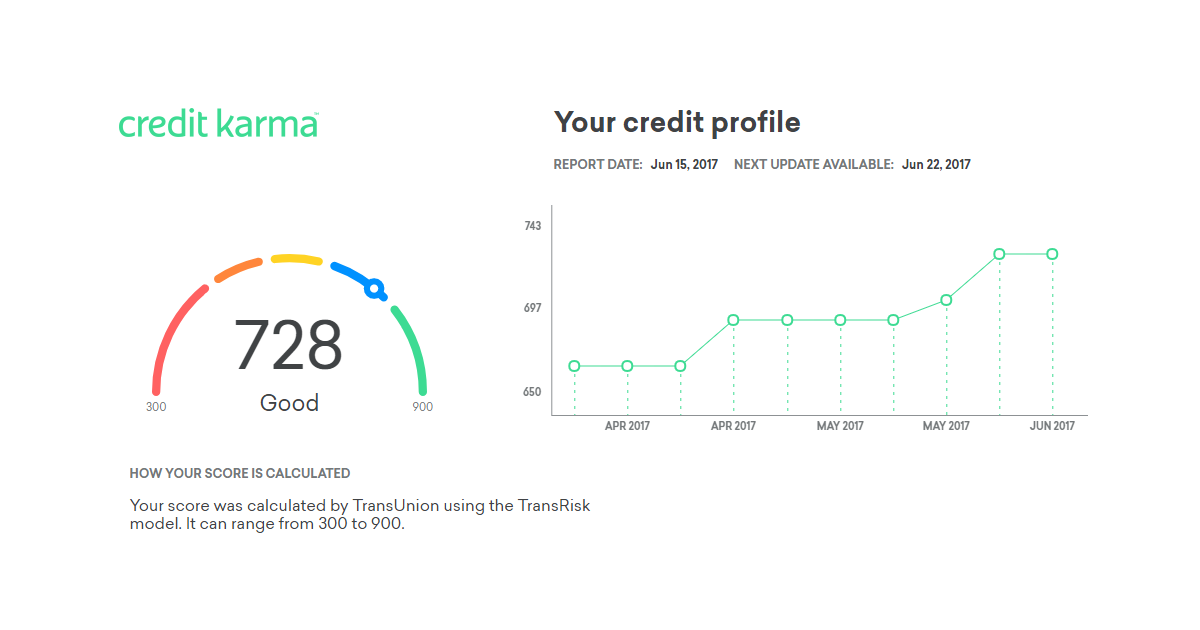 credit karma™
Your credit profile
REPORT DATE: Jun 15, 2017 NEXT UPDATE AVAILABLE: Jun 22, 2017
728
Good
300 900
743
697
650
APR 2017 APR 2017 MAY 2017 MAY 2017 JUN 2017
HOW YOUR SCORE IS CALCULATED
Your score was calculated by TransUnion using the TransRisk
model. It can range from 300 to 900.